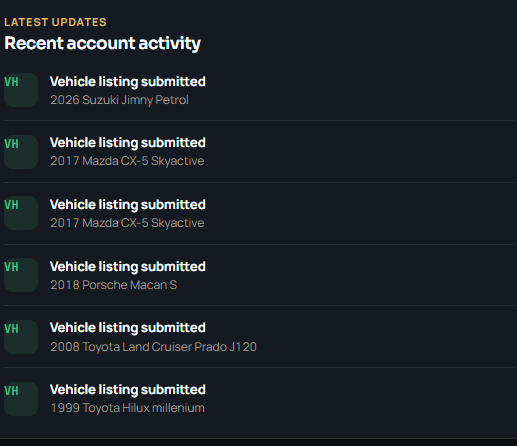 LATEST UPDATES
Recent account activity
VH
Vehicle listing submitted
2026 Suzuki Jimny Petrol
VH
Vehicle listing submitted
2017 Mazda CX-5 Skyactive
VH
Vehicle listing submitted
2017 Mazda CX-5 Skyactive
VH
Vehicle listing submitted
2018 Porsche Macan S
VH
Vehicle listing submitted
2008 Toyota Land Cruiser Prado J120
VH
Vehicle listing submitted
1999 Toyota Hilux millenium